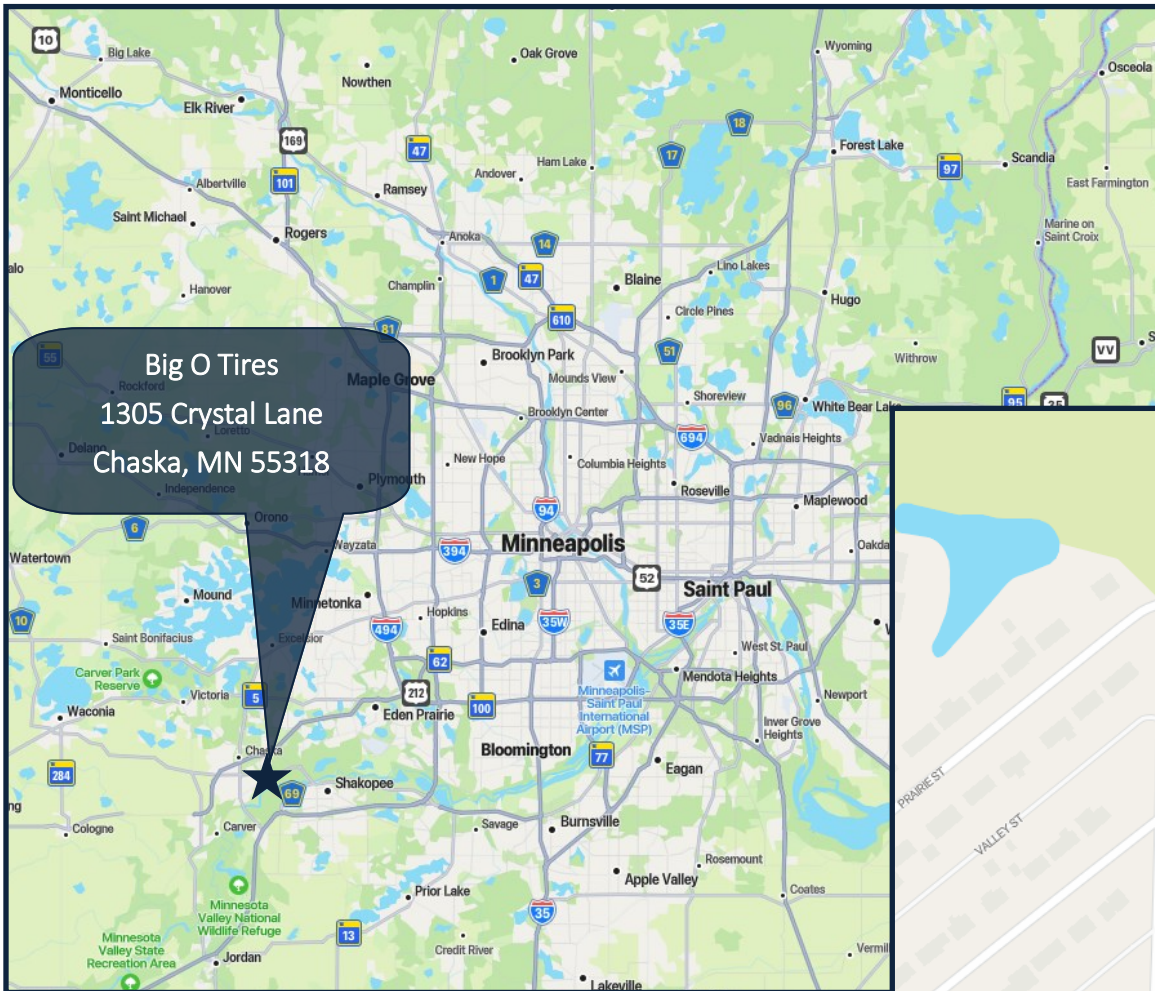 10
Big Lake
Oak Grove
Wyoming
Osceola
Nowthen
Monticello
Elk River
169
47
18
17
Forest Lake
97
Scandia
Ham Lake
Andover
101
Albertville
Ramsey
East Farmington
Saint Michael
Rogers
Anoka
14
Marine on
Saint Croix
alo
Hanover
Champlin
1
47
Blaine
Lino Lakes
Hugo
Circle Pines
610
81
Big O Tires
1305 Crystal Lane
Chaska, MN 55318
55
Rockford
Loretto
Delano
Independence
Maple Grove
Brooklyn Park
Mounds View
51
Withrow
VV
S
Shoreview
96
White Bear Lake
95
35
Brooklyn Center
694
Vadnais Heights
New Hope
Columbia Heights
Plymouth
Roseville
Maplewood
94
Orono
6
Wayzata
394
Minneapolis
Oakda
Watertown
52
Saint Paul
3
Mound
Minnetonka
10
Hopkins
494
Edina
35W
35E
Saint Bonifacius
Excelsior
62
West St. Paul
Carver Park
Reserve
Mendota Heights
Victoria
5
212
Eden Prairie
100
Minneapolis-
Saint Paul
International
Airport (MSP)
Newport
Waconia
Inver Grove
Heights
Bloomington
77
Chaska
Eagan
284
69
Shakopee
ng
Cologne
Carver
Savage
Burnsville
Rosemount
Apple Valley
Prior Lake
Coates
Minnesota
Valley National
Wildlife Refuge
35
13
Credit River
Minnesota
Valley State
Recreation Area
Jordan
Vermil
Lakeville
PRAIRIE ST
VALLEY ST